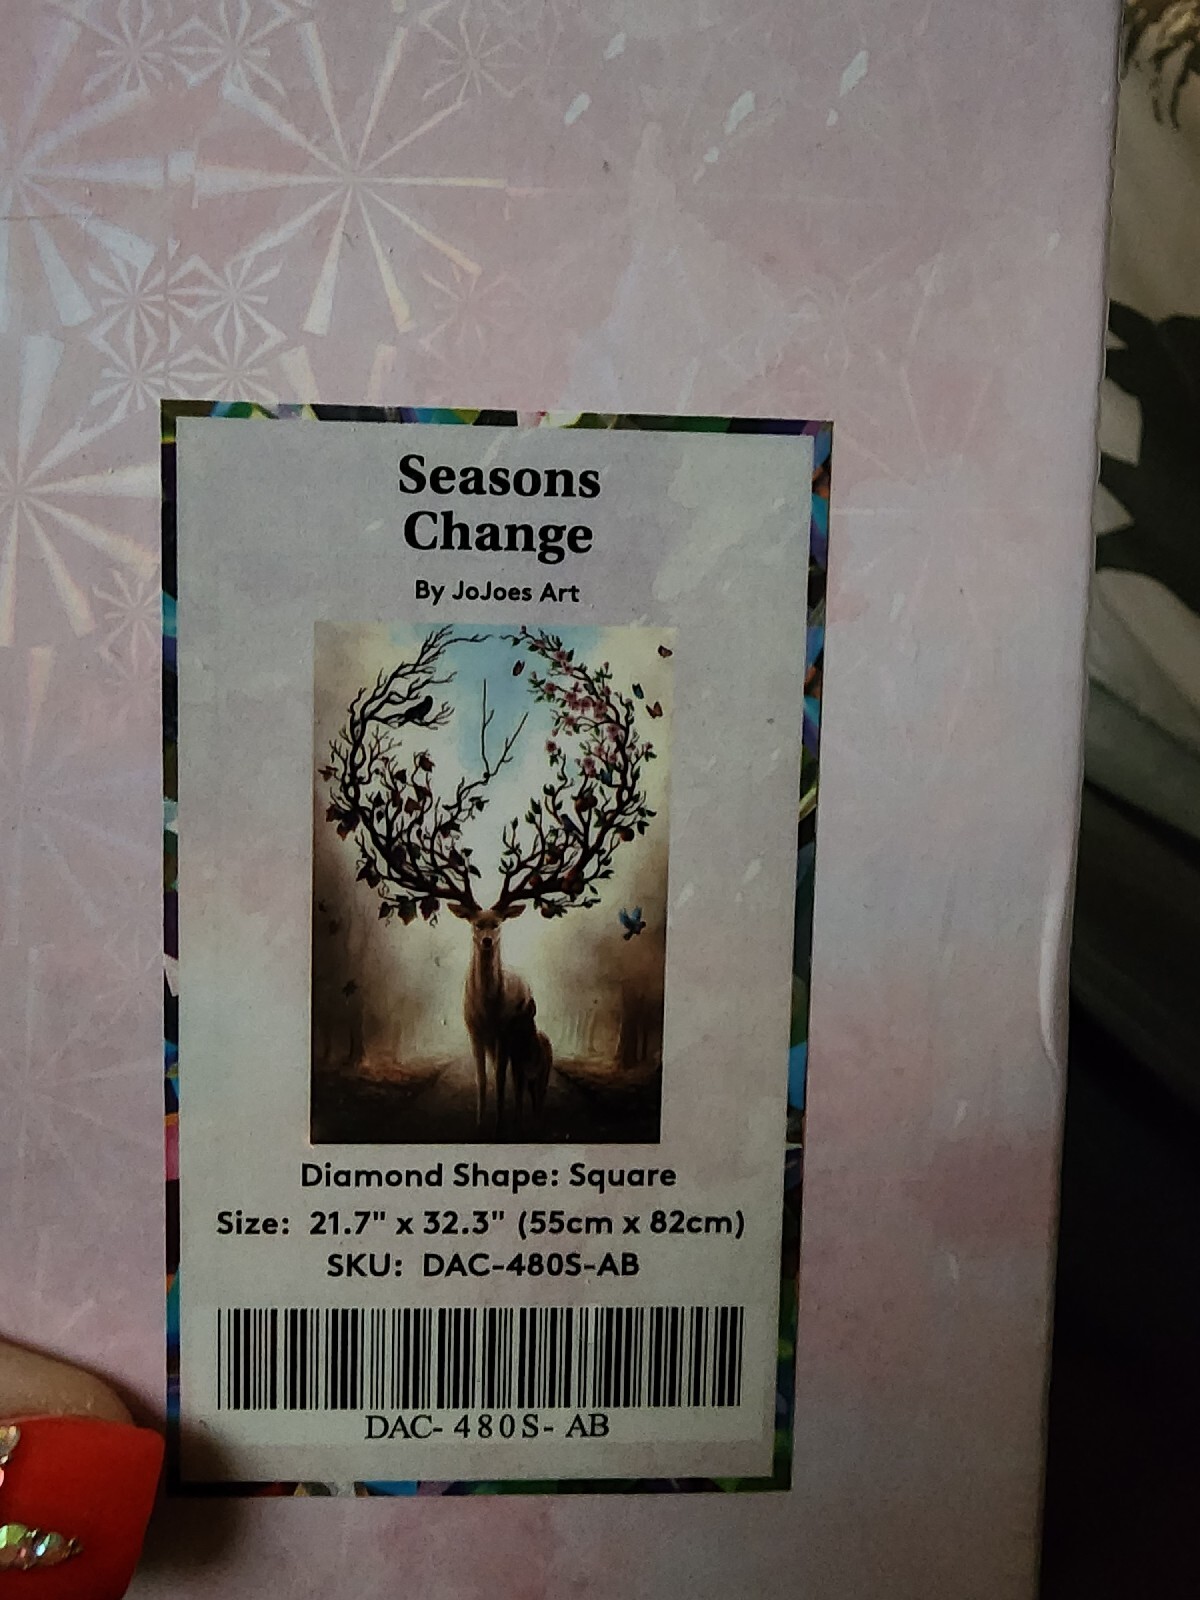 Seasons
Change
By JoJoes Art
Diamond Shape: Square
Size: 21.7" x 32.3" (55cm x 82cm)
SKU: DAC-480S-AB
DAC- 480S- AB